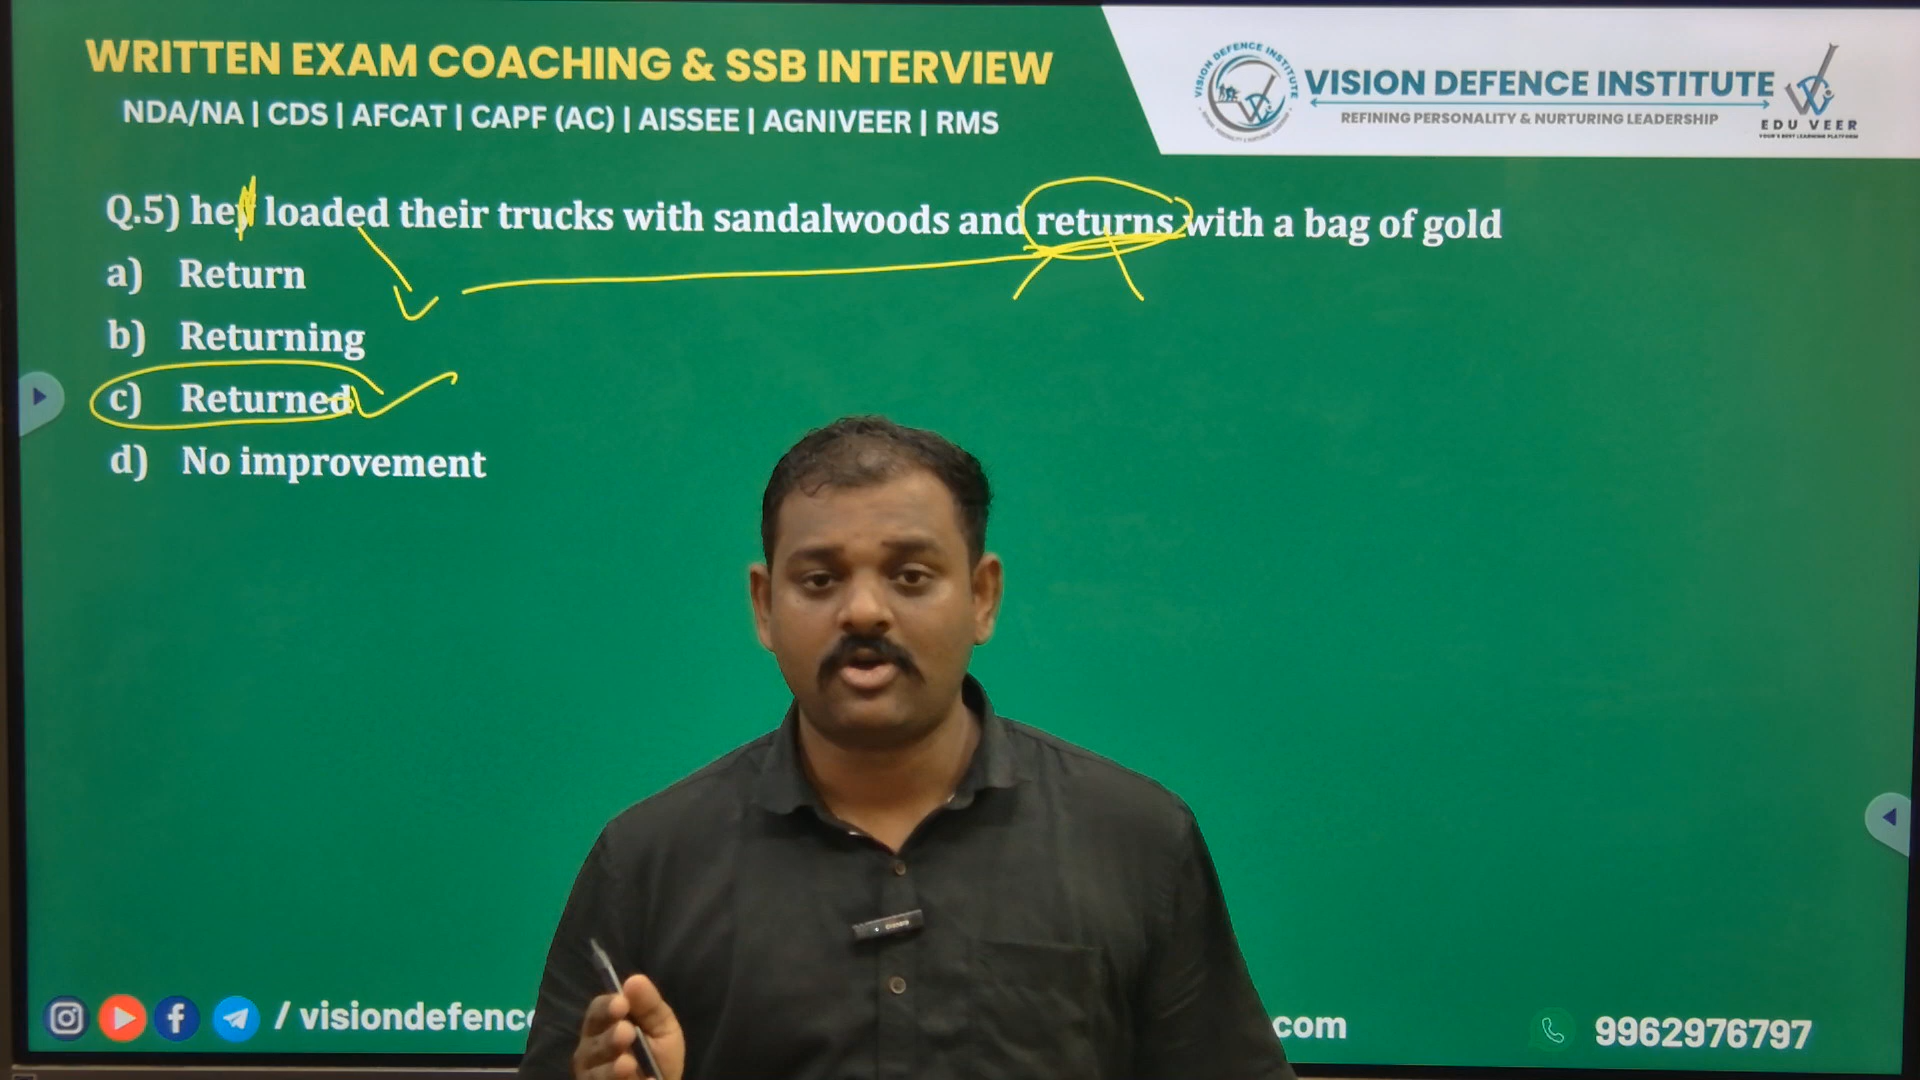 WRITTEN EXAM COACHING & SSB INTERVIEW
NDA/NA | CDS | AFCAT | CAPF (AC) | AISSEE | AGNIVEER | RMS
VISION DEFENCE INSTITUTE
REFINING PERSONALITY & NURTURING LEADERSHIP
EDU VEER
Q.5) hey loaded their trucks with sandalwoods and returns with a bag of gold
a) Return
b) Returning
c) Returned
d) No improvement
/ visiondefenc
com
9962976797